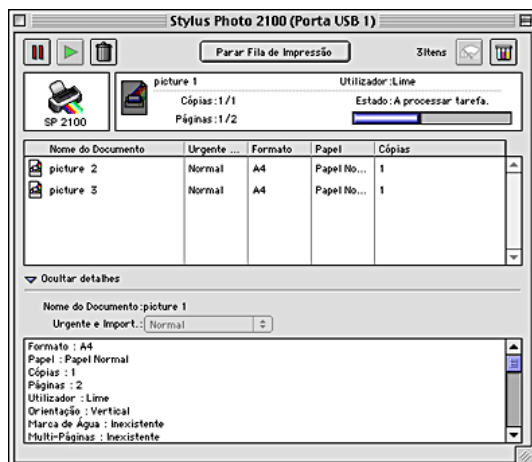 Stylus Photo 2100 (Porta USB 1)
Parar Fila de Impressão
3Itens
SP 2100
picture 1
Utilizador :Lime
Cópias :1/1
Estado: A processar tarefa.
Páginas :1/2
Nome do Documento Urgente ... Formato Papel Cópias
picture 2 Normal A4 Papel No... 1
picture 3 Normal A4 Papel No... 1
Ocultar detalhes
Nome do Documento :picture 1
Urgente e Import. : Normal
Formato : A4
Papel : Papel Normal
Cópias : 1
Páginas : 2
Utilizador : Lime
Orientação : Vertical
Marca de Água : Inexistente
Multi-Páginas : Inexistente